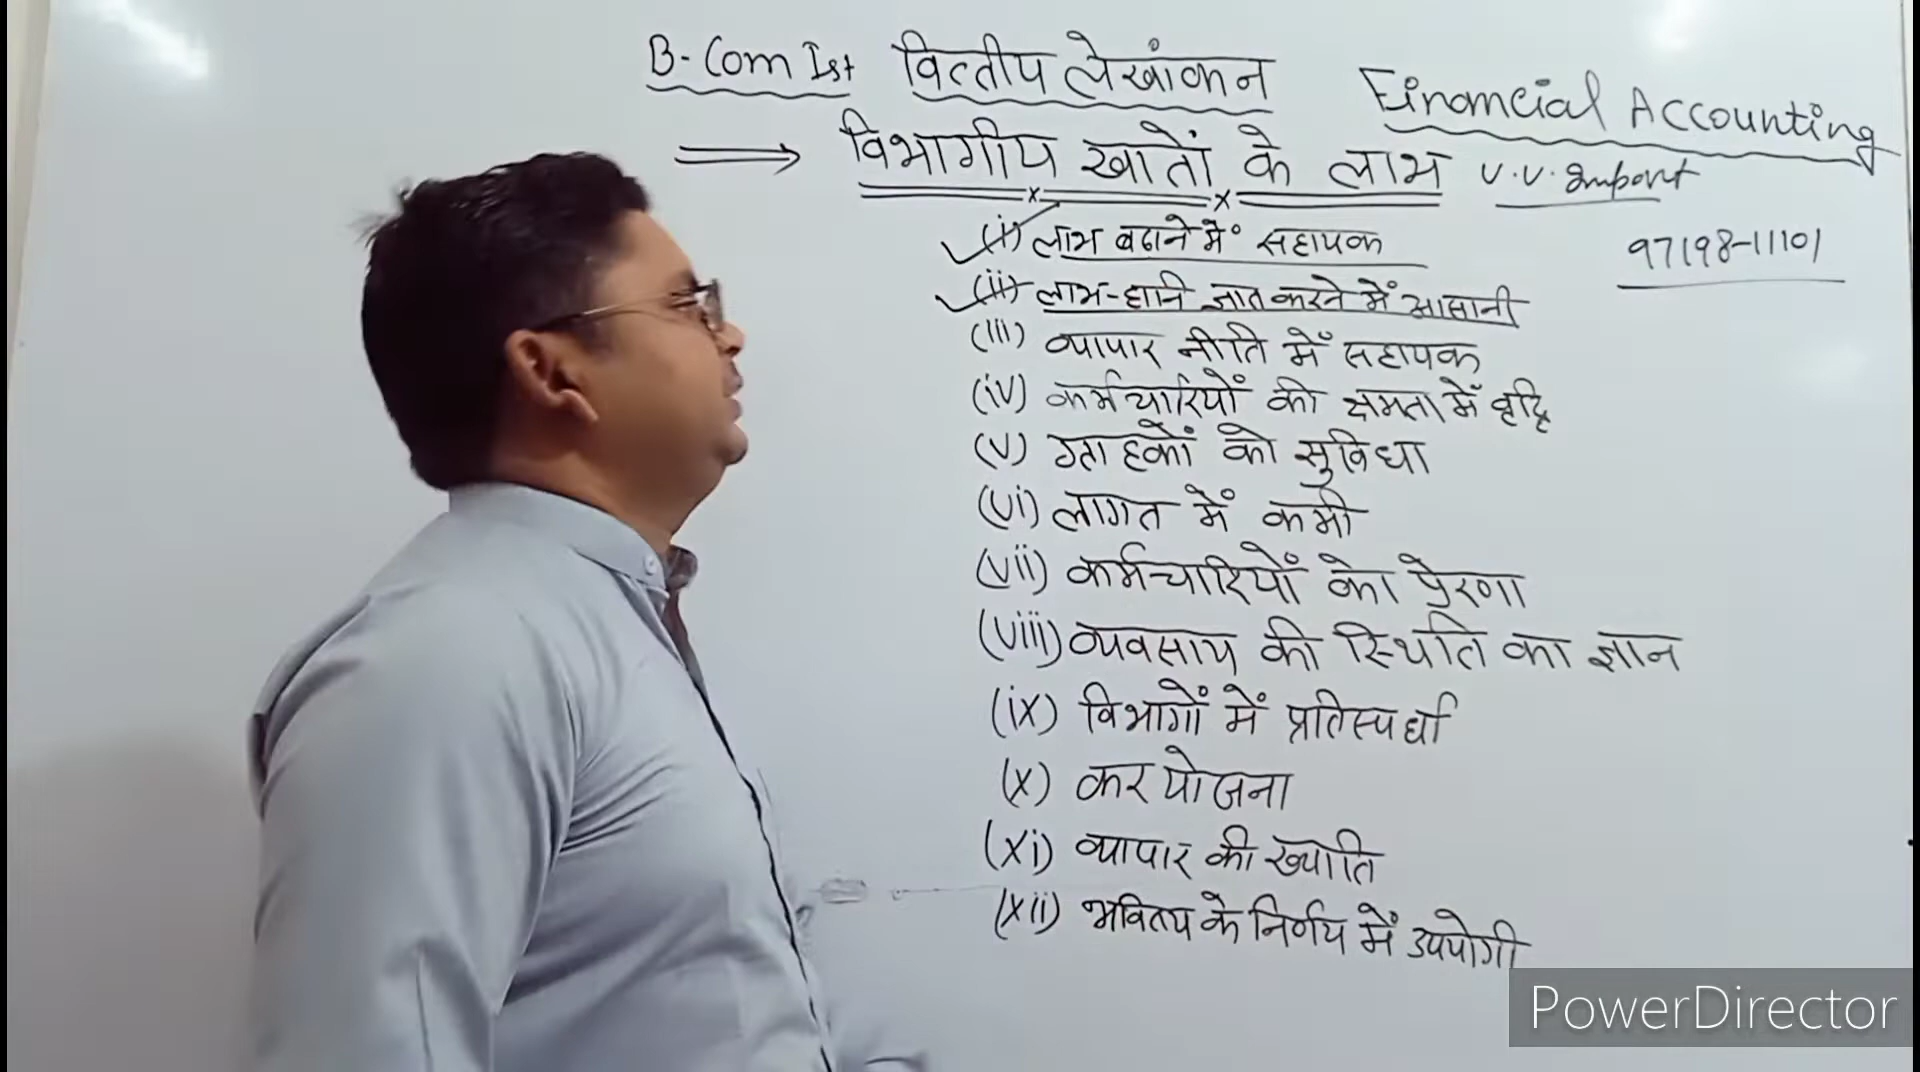 B-Com Ist वित्तीय लेखांकन Financial Accounting
विभागीय खातों के लाभ v.v. Import
97198-11101
(i) लाभ बढाने में सहायक
(ii) लाभ-हानि ज्ञात करने में आसानी
(iii) व्यापार नीति में सहायक
(iv) कर्मचारियों की क्षमता में वृद्धि
(v) ग्राहकों को सुविधा
(vi) लागत में कमी
(vii) कर्मचारियों को प्रेरणा
(viii) व्यवसाय की स्थिति का ज्ञान
(ix) विभागों में प्रतिस्पर्धा
(x) कर योजना
(xi) व्यापार की ख्याति
(xii) भविष्य के निर्णय में उपयोगी
PowerDirector